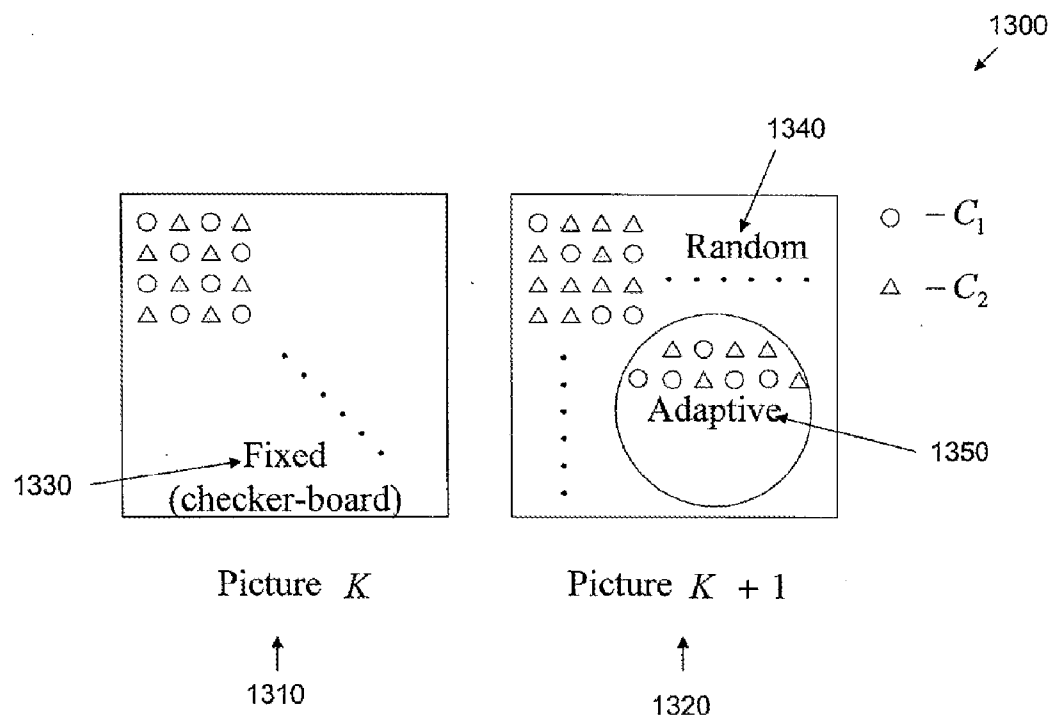 1300
1340
– C1
Random
– C2
Adaptive
1350
Fixed
1330
(checker-board)
Picture K
Picture K + 1
1310
1320